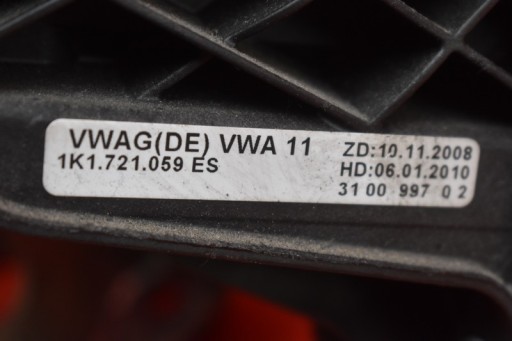 VWAG(DE) VWA 11 ZD:19.11.2008
1K1.721.059 ES HD:06.01.2010
31 00 997 0 2